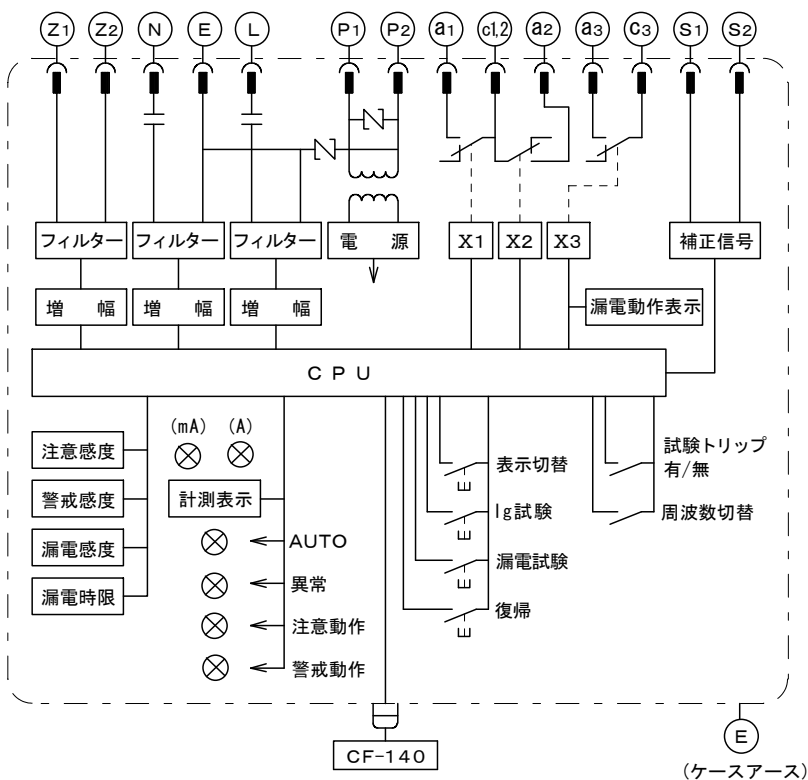 Z1 Z2 N E L P1 P2 a1 c1,2 a2 a3 c3 S1 S2
フィルター フィルター フィルター 電 源 X1 X2 X3 補正信号
増 幅 増 幅 増 幅 漏電動作表示
CPU
注意感度
警戒感度
漏電感度
漏電時限
(mA) (A)
計測表示
AUTO
異常
注意動作
警戒動作
表示切替
Ig試験
漏電試験
復帰
試験トリップ
有/無
周波数切替
CF-140
E
(ケースアース)